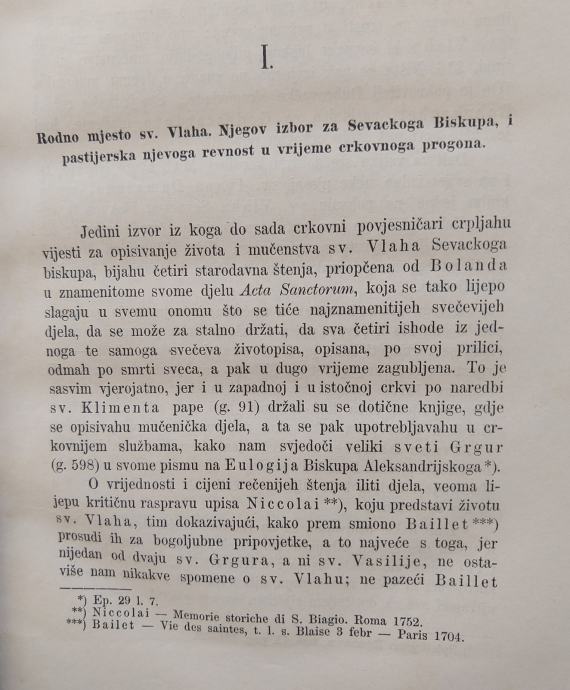 I.
Rodno mjesto sv. Vlaha. Njegov izbor za Sevackoga Biskupa, i
pastijerska njevoga revnost u vrijeme crkovnoga progona.
Jedini izvor iz koga do sada crkovni povjesničari crpljahu
vijesti za opisivanje života i mučenstva sv. Vlaha Sevackoga
biskupa, bijahu četiri starodavna štenja, priopćena od Bolanda
u znamenitome svome djelu Acta Sanctorum, koja se tako lijepo
slagaju u svemu onomu što se tiće najznamenitijeh svečevijeh
djela, da se može za stalno držati, da sva četiri ishode iz jed-
noga te samoga svečeva životopisa, opisana, po svoj prilici,
odmah po smrti sveca, a pak u dugo vrijeme zagubljena. To je
sasvim vjerojatno, jer i u zapadnoj i u istočnoj crkvi po naredbi
sv. Klimenta pape (g. 91) držali su se dotične knjige, gdje
se opisivahu mučenička djela, a ta se pak upotrebljavahu u cr-
kovnijem službama, kako nam svjedoči veliki sveti Grgur
(g. 598) u svome pismu na Eulogija Biskupa Aleksandrijskoga *).
O vrijednosti i cijeni rečenijeh štenja iliti djela, veoma li-
jepu kritičnu raspravu upisa Niccolai **), koju predstavi životu
sv. Vlaha, tim dokazivajući, kako prem smiono Baillet ***)
prosudi ih za bogoljubne pripovjetke, a to najveće s toga, jer
nijedan od dvaju sv. Grgura, a ni sv. Vasilije, ne osta-
više nam nikakve spomene o sv. Vlahu; ne pazeći Baillet
*) Ep. 29 l. 7.
**) Niccolai — Memorie storiche di S. Biagio. Roma 1752.
***) Bailet — Vie des saintes, t. l. s. Blaise 3 febr — Paris 1704.